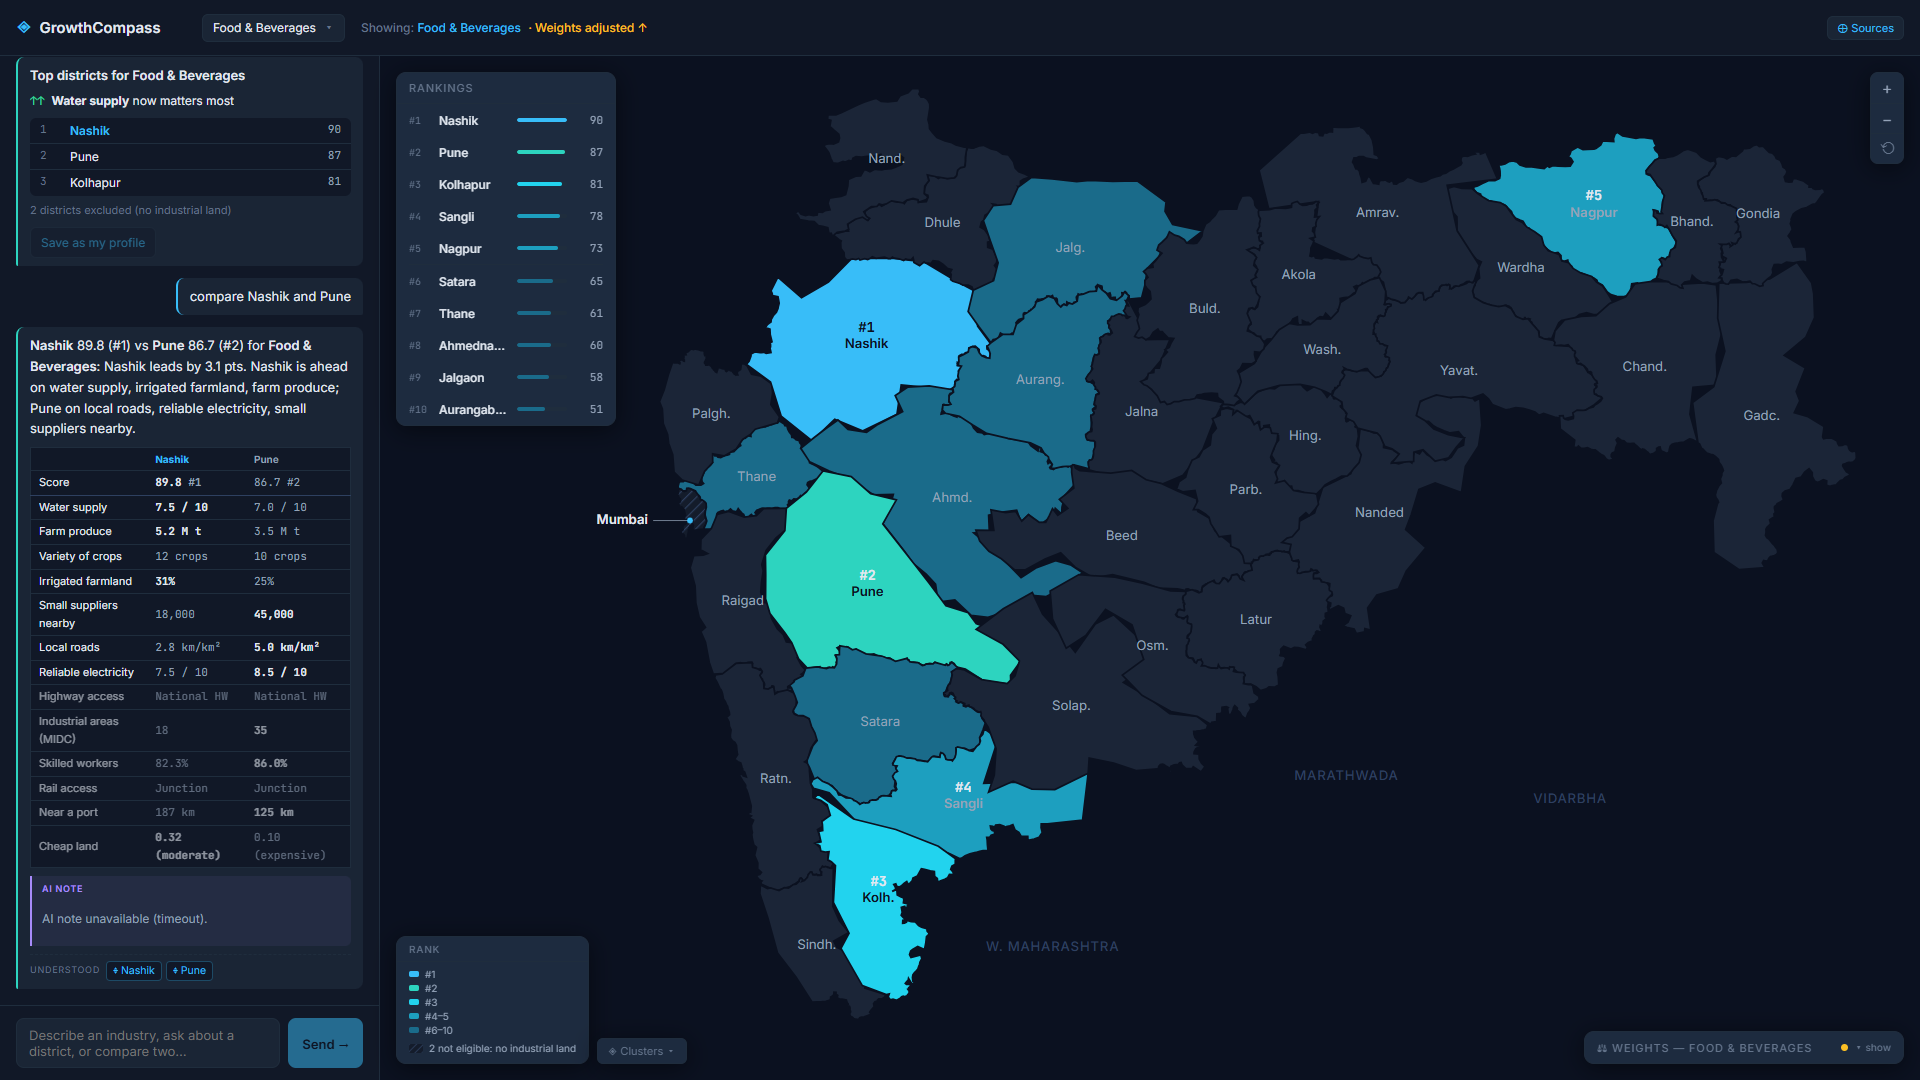 GrowthCompass
Food & Beverages
Showing: Food & Beverages · Weights adjusted ↑
Sources
Top districts for Food & Beverages
↑↑ Water supply now matters most
1 Nashik 90
2 Pune 87
3 Kolhapur 81
2 districts excluded (no industrial land)
Save as my profile
compare Nashik and Pune
Nashik 89.8 (#1) vs Pune 86.7 (#2) for Food &
Beverages: Nashik leads by 3.1 pts. Nashik is ahead
on water supply, irrigated farmland, farm produce;
Pune on local roads, reliable electricity, small
suppliers nearby.
Nashik Pune
Score 89.8 #1 86.7 #2
Water supply 7.5 / 10 7.0 / 10
Farm produce 5.2 M t 3.5 M t
Variety of crops 12 crops 10 crops
Irrigated farmland 31% 25%
Small suppliers
nearby 18,000 45,000
Local roads 2.8 km/km² 5.0 km/km²
Reliable electricity 7.5 / 10 8.5 / 10
Highway access National HW National HW
Industrial areas
(MIDC) 18 35
Skilled workers 82.3% 86.0%
Rail access Junction Junction
Near a port 187 km 125 km
Cheap land 0.32
(moderate) 0.10
(expensive)
AI NOTE
AI note unavailable (timeout).
UNDERSTOOD Nashik Pune
Describe an industry, ask about a
district, or compare two...
Send →
RANKINGS
#1 Nashik 90
#2 Pune 87
#3 Kolhapur 81
#4 Sangli 78
#5 Nagpur 73
#6 Satara 65
#7 Thane 61
#8 Ahmedna... 60
#9 Jalgaon 58
#10 Aurangab... 51
+
−
Nand.
Dhule
Jalg.
Buld.
Akola
Amrav.
Wardha
#5
Nagpur
Bhand.
Gondia
#1
Nashik
Aurang.
Jalna
Wash.
Yavat.
Chand.
Gadc.
Palgh.
Thane
Mumbai
Ahmd.
Hing.
Parb.
Nanded
Beed
#2
Pune
Raigad
Latur
Osm.
Solap.
Satara
Ratn.
#4
Sangli
#3
Kolh.
Sindh.
MARATHWADA
VIDARBHA
W. MAHARASHTRA
RANK
#1
#2
#3
#4–5
#6–10
2 not eligible: no industrial land
Clusters
WEIGHTS — FOOD & BEVERAGES show